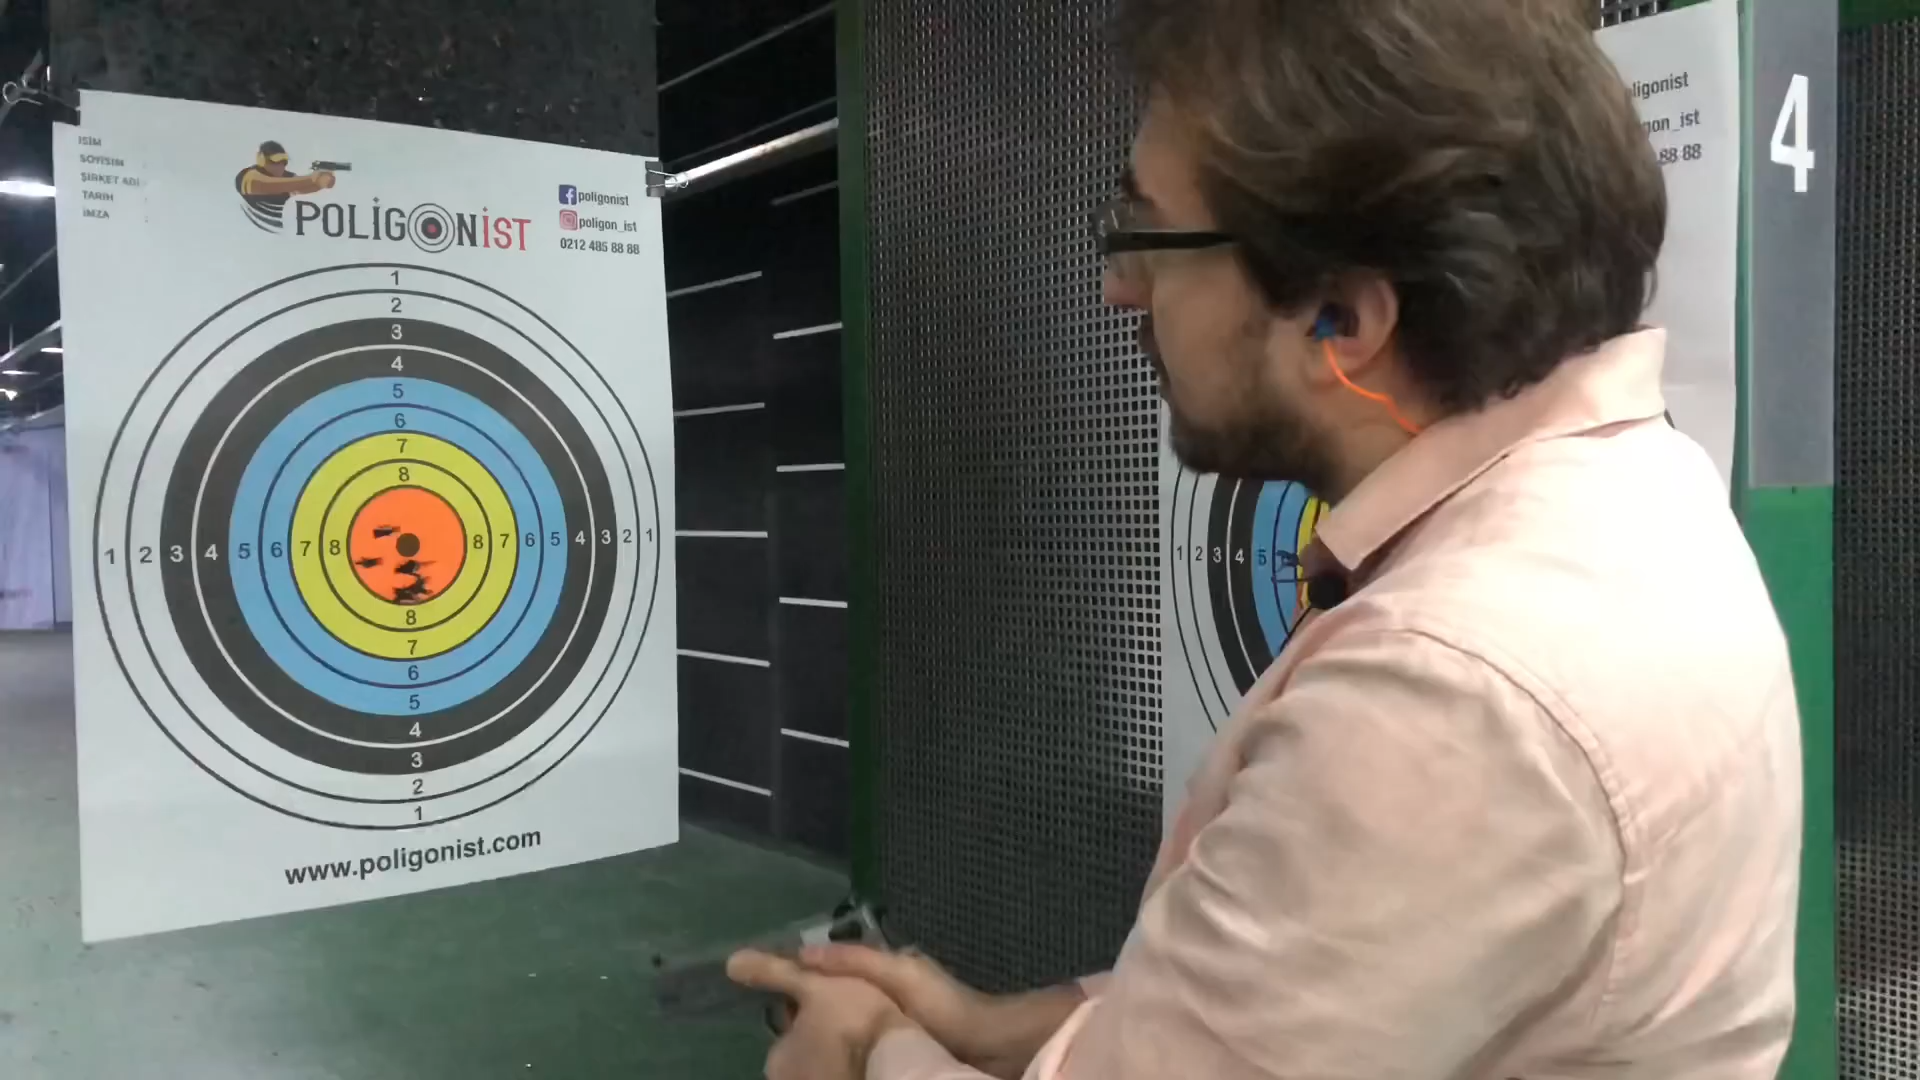 İSİM
SOYİSİM
ŞİRKET ADI
TARİH
İMZA
POLİGONİST
poligonist
poligon_ist
0212 485 88 88
1
2
3
4
5
6
7
8
1 2 3 4 5 6 7 8 8 7 6 5 4 3 2 1
8
7
6
5
4
3
2
1
www.poligonist.com
ligonist
gon_ist
88 88
4
1 2 3 4 5